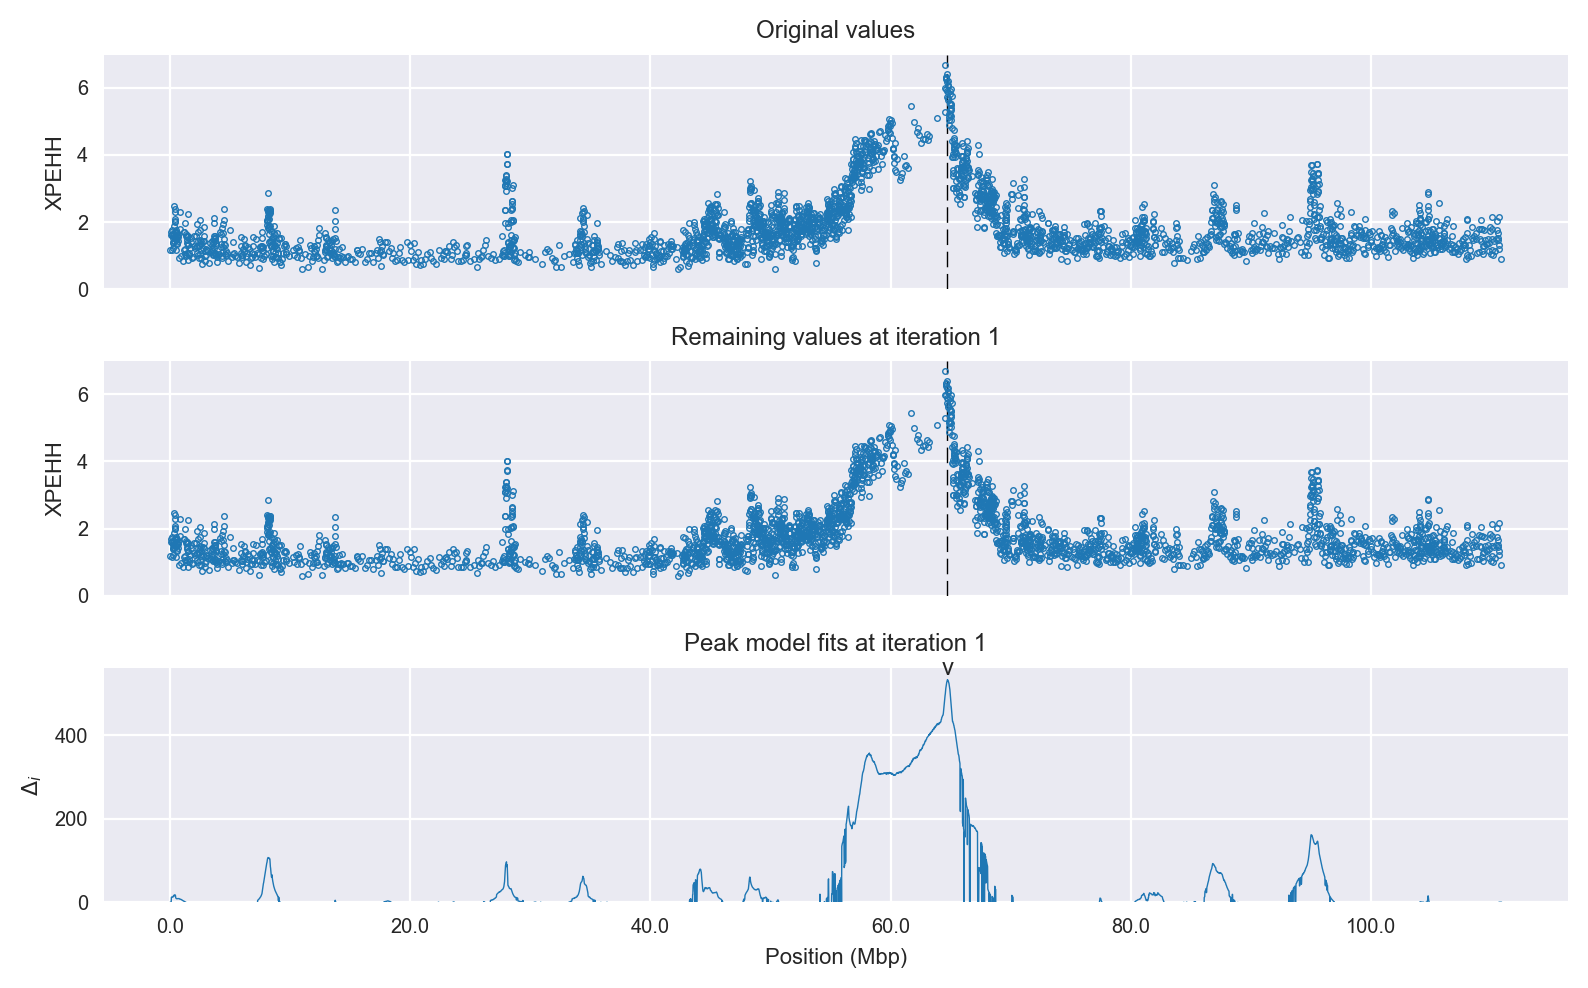 Original values
6
4
2
0
XPEHH
Remaining values at iteration 1
6
4
2
0
XPEHH
Peak model fits at iteration 1
v
400
200
0
Δi
0.0 20.0 40.0 60.0 80.0 100.0
Position (Mbp)